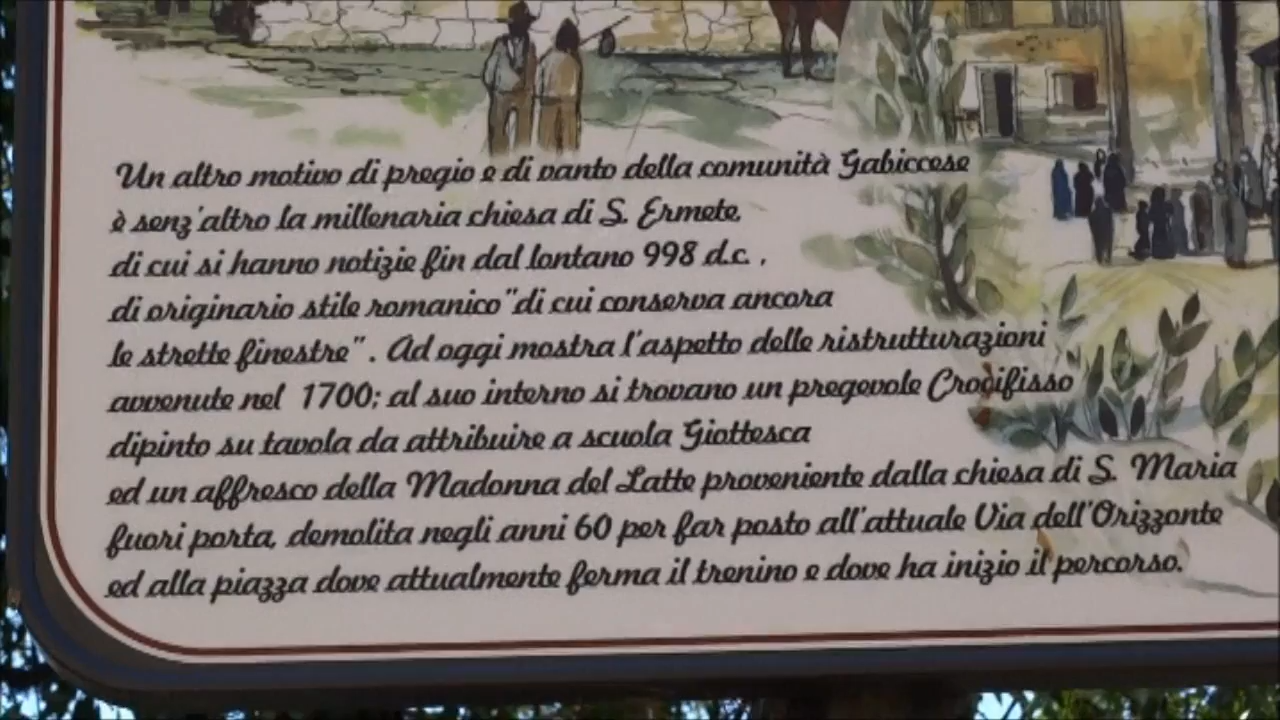 Un altro motivo di pregio e di vanto della comunità Gabiccese
è senz'altro la millenaria chiesa di S. Ermete,
di cui si hanno notizie fin dal lontano 998 d.c. ,
di originario stile romanico "di cui conserva ancora
le strette finestre" . Ad oggi mostra l'aspetto delle ristrutturazioni
avvenute nel 1700; al suo interno si trovano un pregevole Crocifisso
dipinto su tavola da attribuire a scuola Giottesca
ed un affresco della Madonna del Latte proveniente dalla chiesa di S. Maria
fuori porta, demolita negli anni 60 per far posto all'attuale Via dell'Orizzonte
ed alla piazza dove attualmente ferma il trenino e dove ha inizio il percorso.